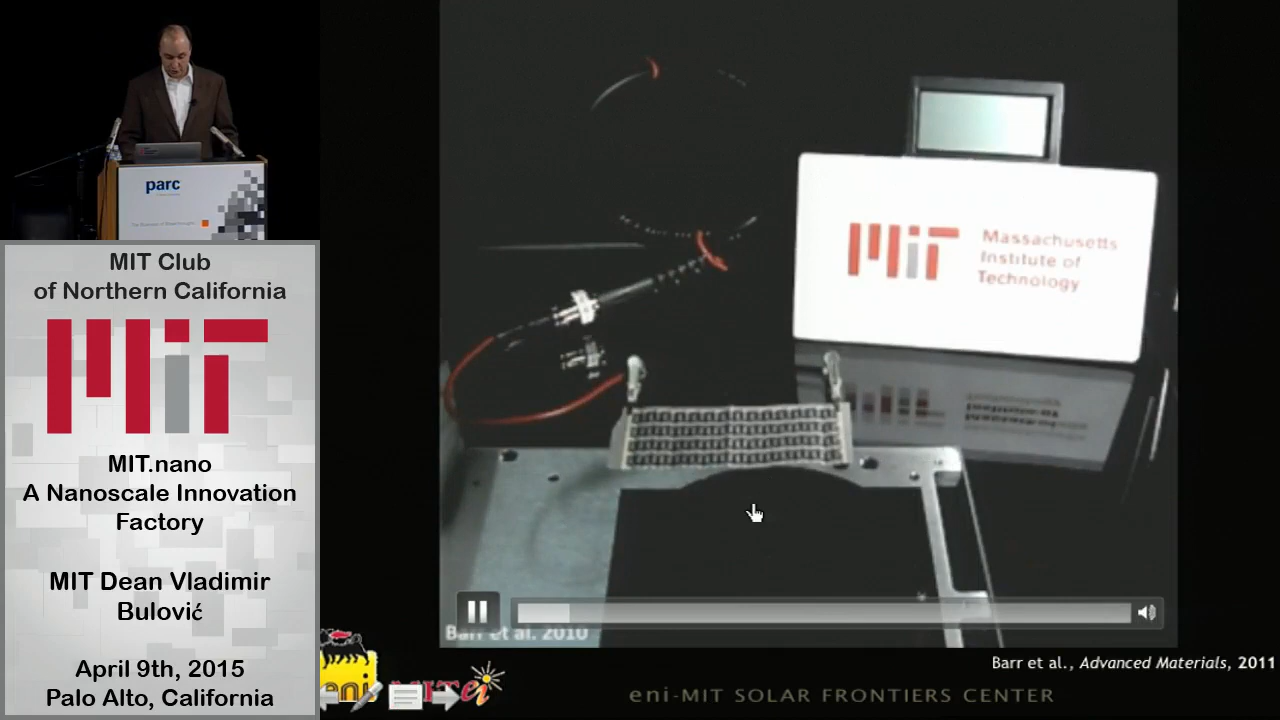 parc
MIT Club
of Northern California
MIT
MIT.nano
A Nanoscale Innovation
Factory
MIT Dean Vladimir
Bulović
April 9th, 2015
Palo Alto, California
MIT
Massachusetts
Institute of
Technology
Barr et al. 2010
Barr et al., Advanced Materials, 2011
eni
MITei
eni-MIT SOLAR FRONTIERS CENTER